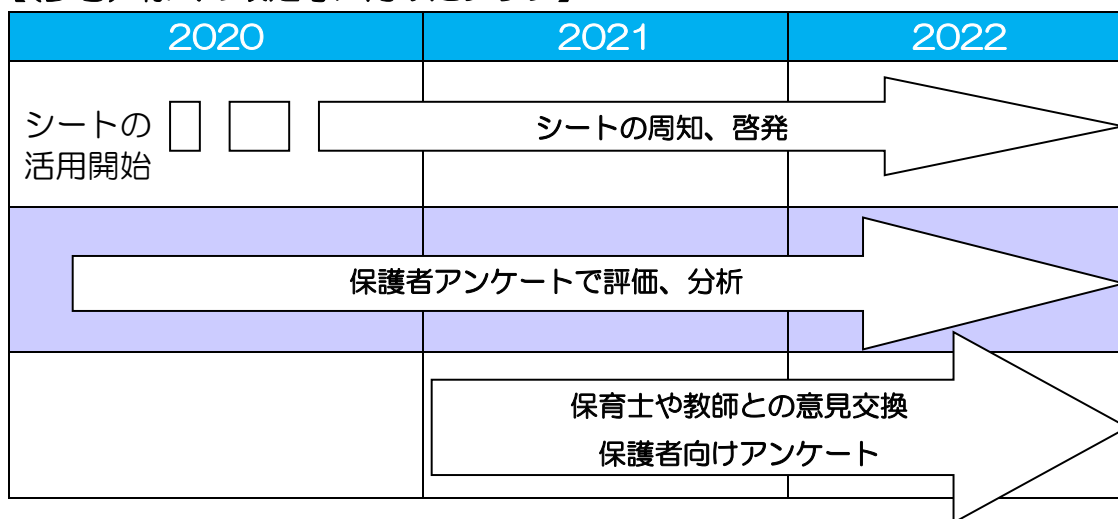 2020 2021 2022
シートの
活用開始
シートの周知、啓発
保護者アンケートで評価、分析
保育士や教師との意見交換
保護者向けアンケート